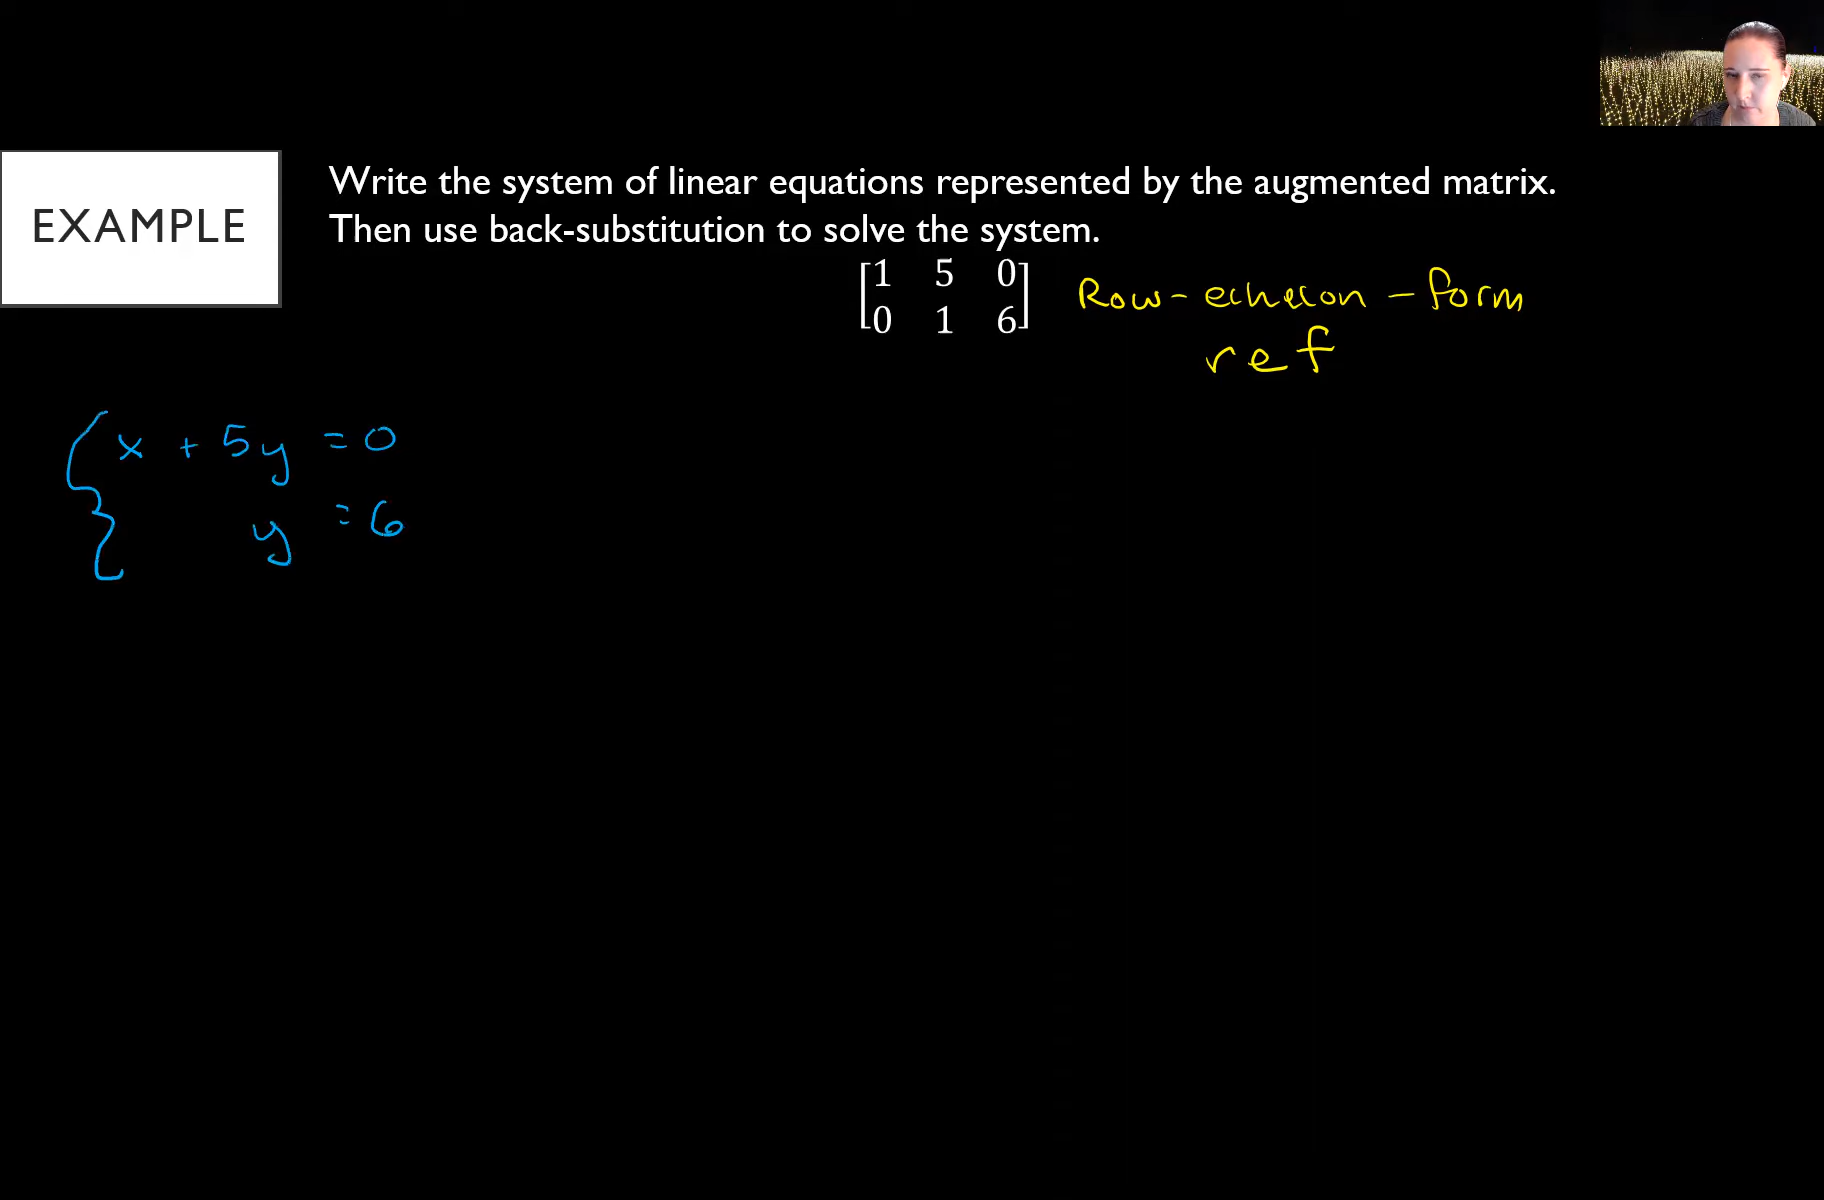 EXAMPLE
Write the system of linear equations represented by the augmented matrix.
Then use back-substitution to solve the system.
[1 5 0
0 1 6]
Row-echelon-form
ref
{ x + 5y = 0
y = 6